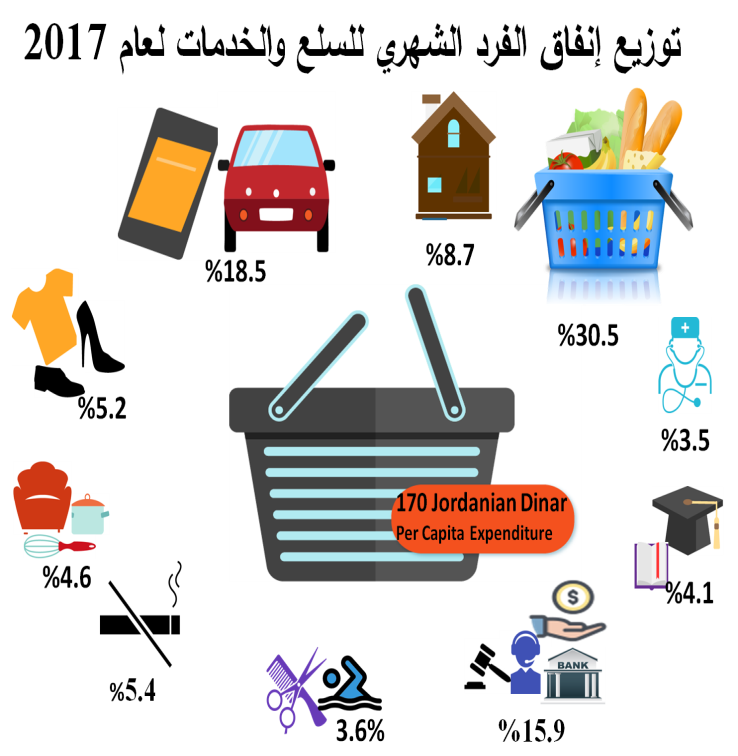 توزيع إنفاق الفرد الشهري للسلع والخدمات لعام 2017
%18.5
%8.7
%30.5
%5.2
%3.5
170 Jordanian Dinar
Per Capita Expenditure
%4.6
%4.1
%5.4
BANK
3.6%
%15.9